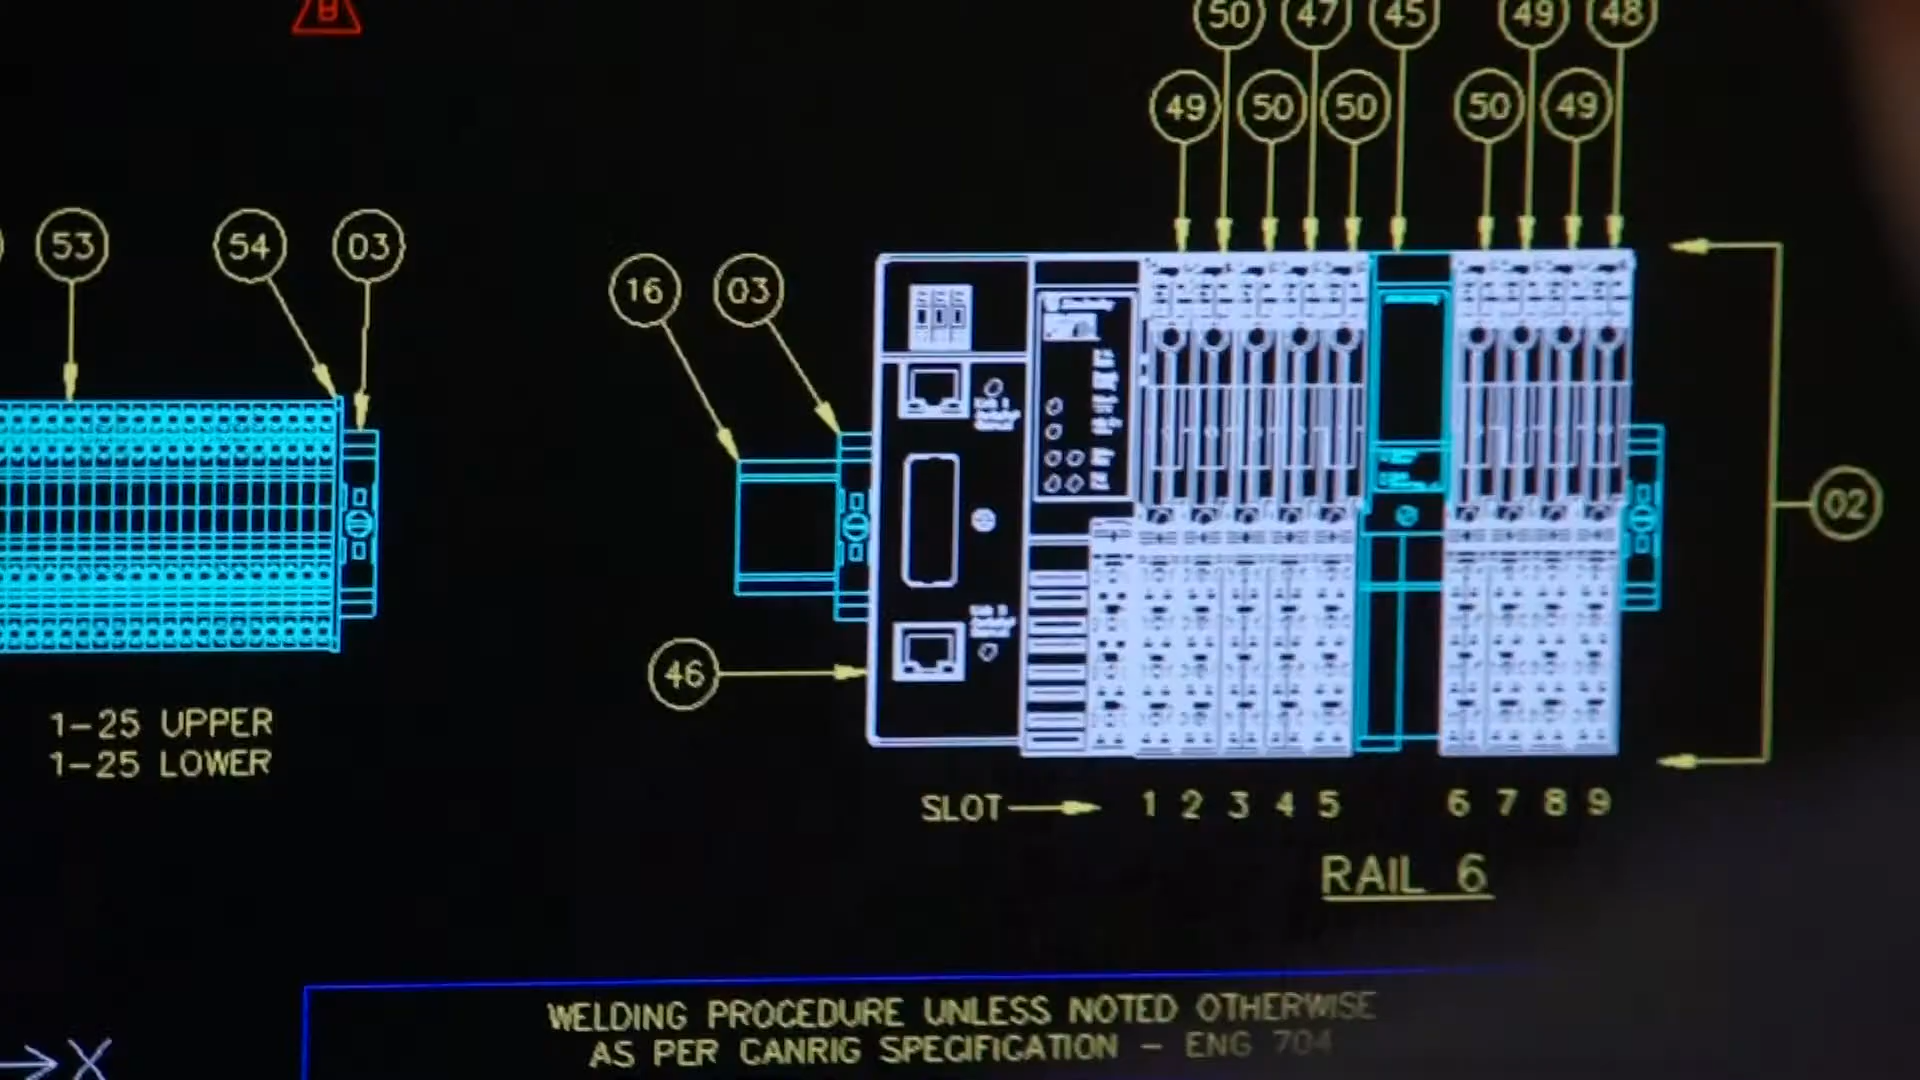 50 47 45 49 48
49 50 50 50 49
53 54 03
16 03
02
46
1-25 UPPER
1-25 LOWER
SLOT 1 2 3 4 5 6 7 8 9
RAIL 6
WELDING PROCEDURE UNLESS NOTED OTHERWISE
AS PER CANRIG SPECIFICATION - ENG 704
X